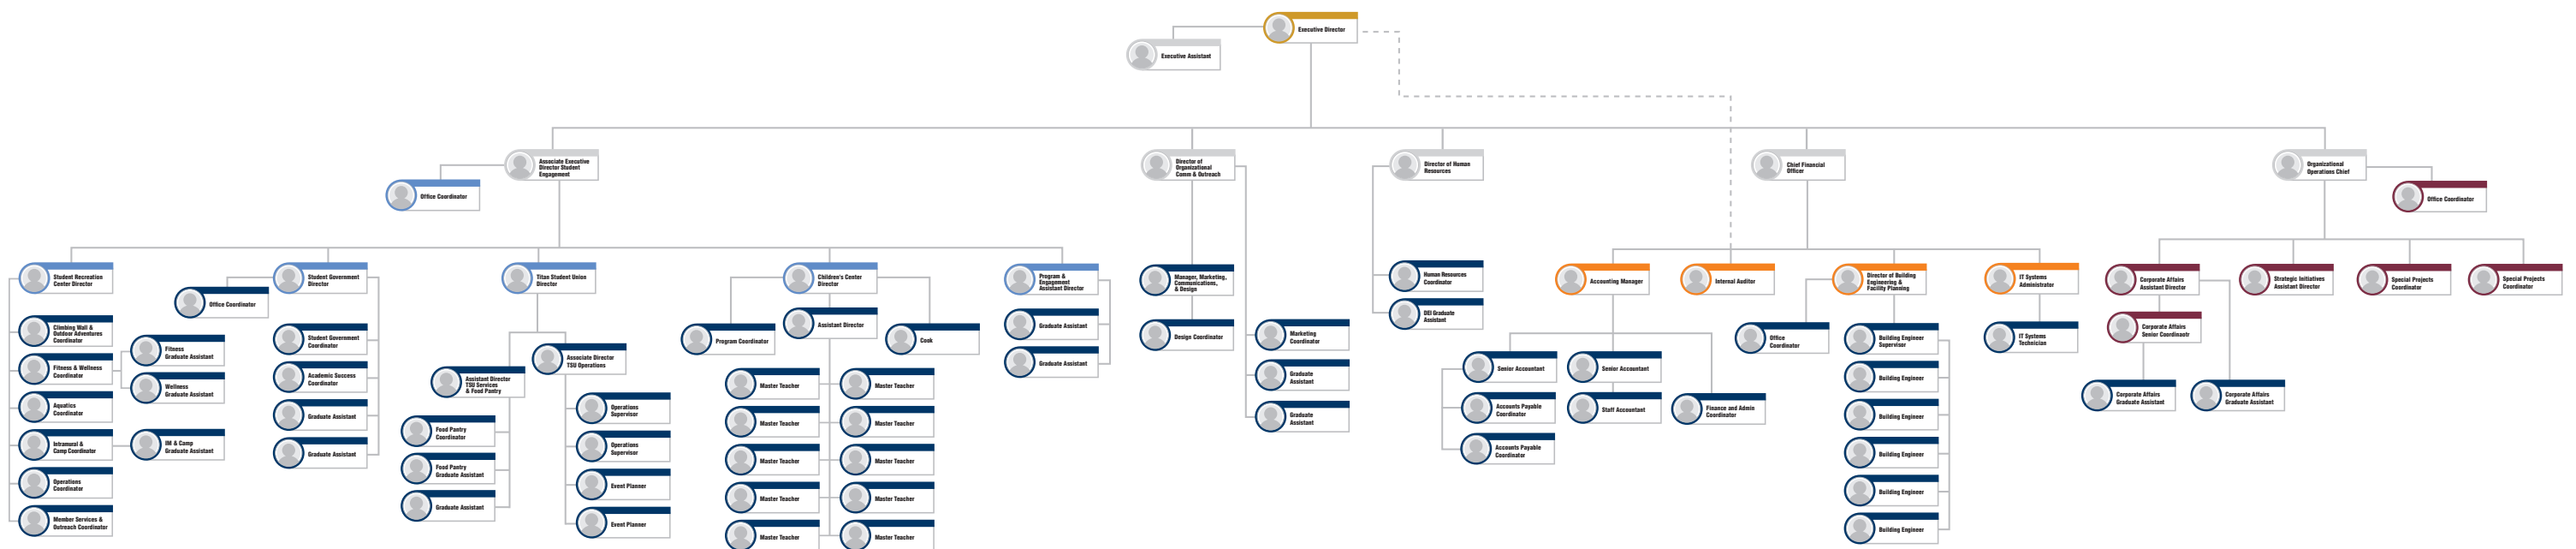 Executive Director
Executive Assistant
Associate Executive
Director Student
Engagement
Office Coordinator
Director of
Organizational
Comm & Outreach
Director of Human
Resources
Chief Financial
Officer
Organizational
Operations Chief
Office Coordinator
Student Recreation
Center Director
Climbing Wall &
Outdoor Adventures
Coordinator
Fitness & Wellness
Coordinator
Fitness
Graduate Assistant
Wellness
Graduate Assistant
Aquatics
Coordinator
Intramural &
Camp Coordinator
IM & Camp
Graduate Assistant
Operations
Coordinator
Member Services &
Outreach Coordinator
Student Government
Director
Office Coordinator
Student Government
Coordinator
Academic Success
Coordinator
Graduate Assistant
Graduate Assistant
Titan Student Union
Director
Assistant Director
TSU Services
& Food Pantry
Food Pantry
Coordinator
Food Pantry
Graduate Assistant
Graduate Assistant
Associate Director
TSU Operations
Operations
Supervisor
Operations
Supervisor
Event Planner
Event Planner
Children's Center
Director
Program Coordinator
Assistant Director
Cook
Master Teacher
Master Teacher
Master Teacher
Master Teacher
Master Teacher
Master Teacher
Master Teacher
Master Teacher
Master Teacher
Master Teacher
Program &
Engagement
Assistant Director
Graduate Assistant
Graduate Assistant
Manager, Marketing,
Communications,
& Design
Design Coordinator
Marketing
Coordinator
Graduate
Assistant
Graduate
Assistant
Human Resources
Coordinator
DEI Graduate
Assistant
Accounting Manager
Senior Accountant
Accounts Payable
Coordinator
Accounts Payable
Coordinator
Senior Accountant
Staff Accountant
Finance and Admin
Coordinator
Internal Auditor
Director of Building
Engineering &
Facility Planning
Office
Coordinator
Building Engineer
Supervisor
Building Engineer
Building Engineer
Building Engineer
Building Engineer
Building Engineer
IT Systems
Administrator
IT Systems
Technician
Corporate Affairs
Assistant Director
Corporate Affairs
Senior Coordinatr
Corporate Affairs
Graduate Assistant
Corporate Affairs
Graduate Assistant
Strategic Initiatives
Assistant Director
Special Projects
Coordinator
Special Projects
Coordinator